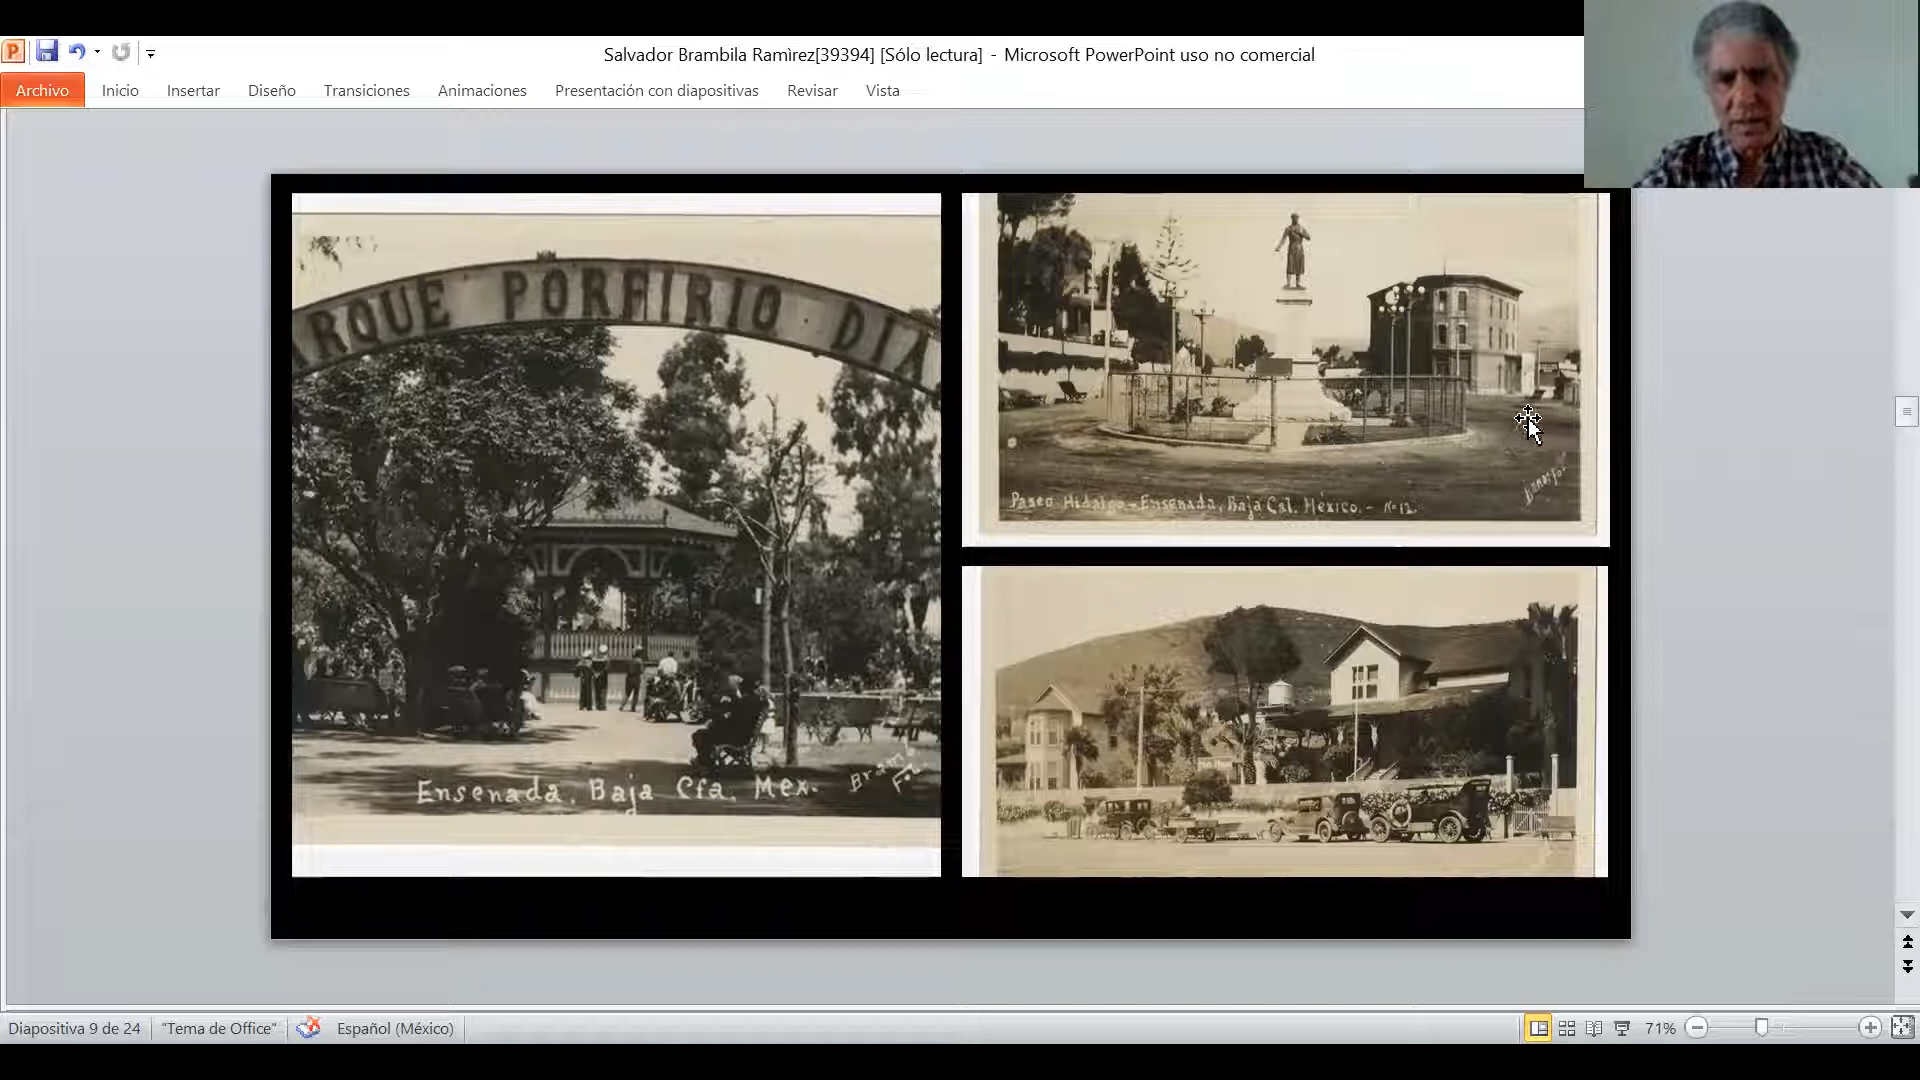 Salvador Brambila Ramìrez[39394] [Sólo lectura] - Microsoft PowerPoint uso no comercial
Archivo Inicio Insertar Diseño Transiciones Animaciones Presentación con diapositivas Revisar Vista
ARQUE PORFIRIO DIA
Ensenada, Baja Cfa. Mex.
Paseo Hidalgo - Ensenada, Baja Cal. México. - No 12.
Diapositiva 9 de 24 "Tema de Office" Español (México) 71%